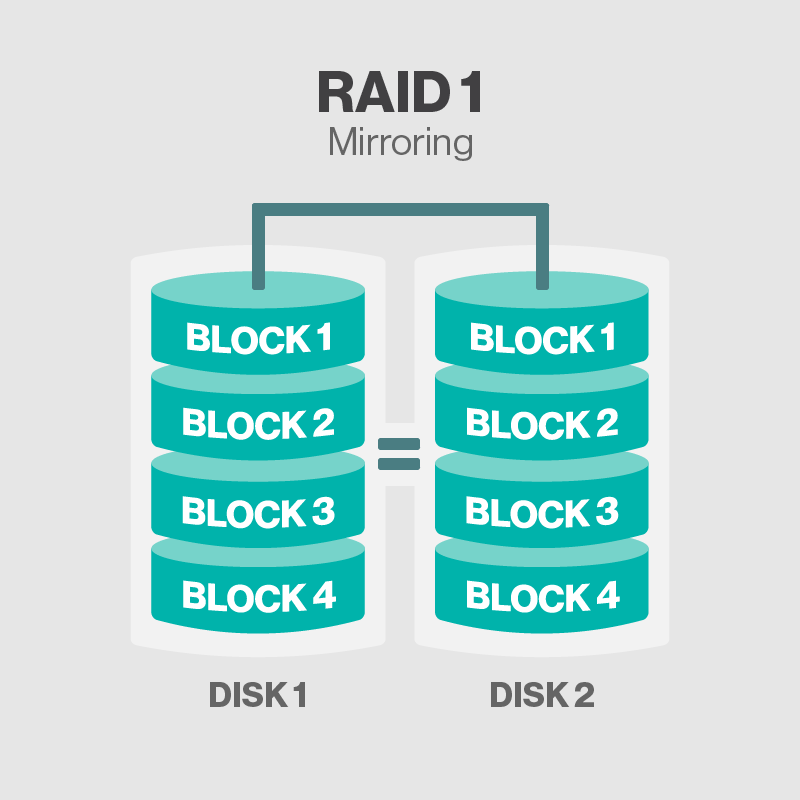 RAID 1
Mirroring
BLOCK 1
BLOCK 2
BLOCK 3
BLOCK 4
=
BLOCK 1
BLOCK 2
BLOCK 3
BLOCK 4
DISK 1
DISK 2